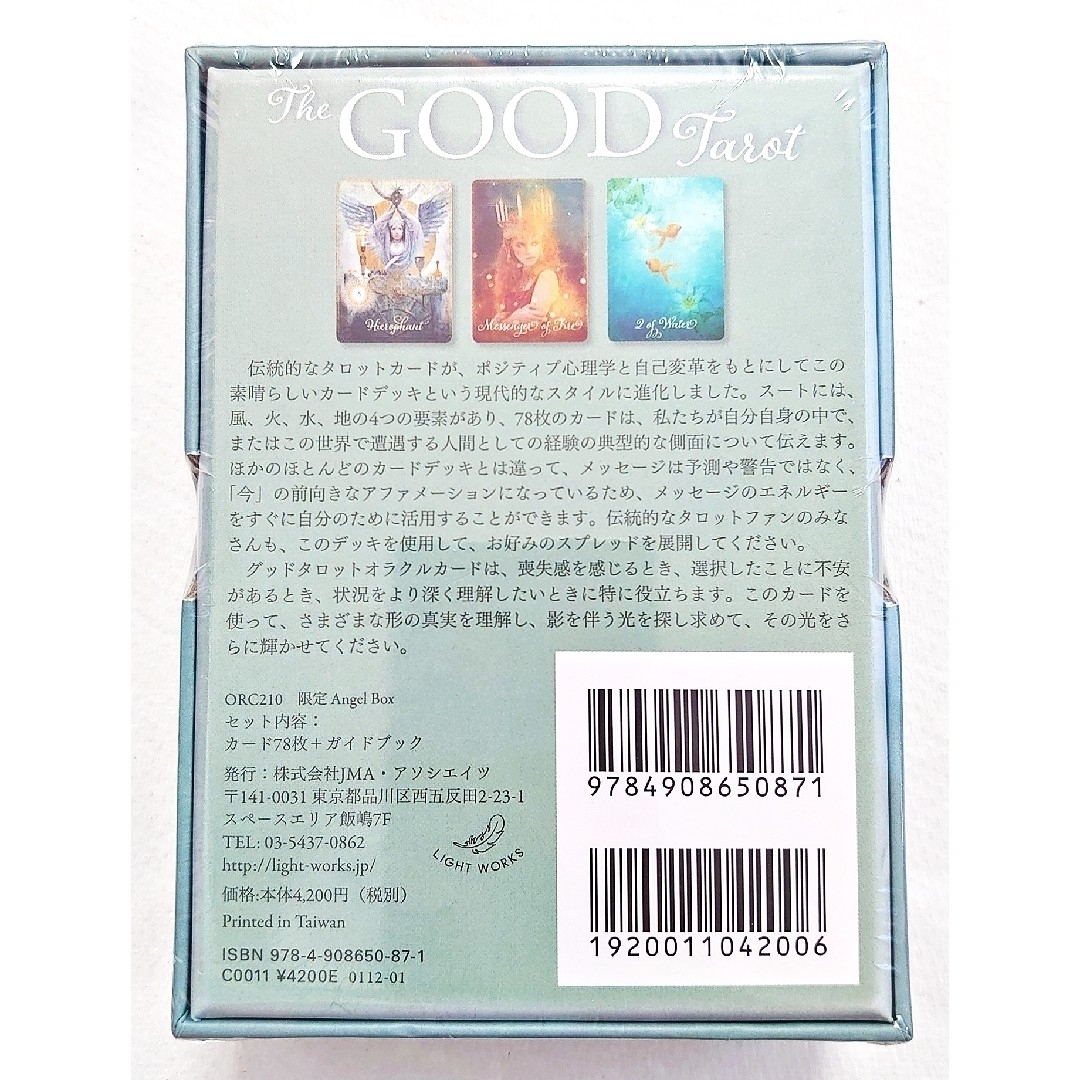 The GOOD Tarot
Hierophant
Messenger of Fire
2 of Water
伝統的なタロットカードが、ポジティブ心理学と自己変革をもとにしてこの
素晴らしいカードデッキという現代的なスタイルに進化しました。スートには、
風、火、水、地の4つの要素があり、78枚のカードは、私たちが自分自身の中で、
またはこの世界で遭遇する人間としての経験の典型的な側面について伝えます。
ほかのほとんどのカードデッキとは違って、メッセージは予測や警告ではなく、
「今」の前向きなアファメーションになっているため、メッセージのエネルギー
をすぐに自分のために活用することができます。伝統的なタロットファンのみな
さんも、このデッキを使用して、お好みのスプレッドを展開してください。
グッドタロットオラクルカードは、喪失感を感じるとき、選択したことに不安
があるとき、状況をより深く理解したいときに特に役立ちます。このカードを
使って、さまざまな形の真実を理解し、影を伴う光を探し求めて、その光をさ
らに輝かせてください。
ORC210 限定 Angel Box
セット内容：
カード78枚＋ガイドブック
発行：株式会社JMA・アソシエイツ
〒141-0031 東京都品川区西五反田2-23-1
スペースエリア飯嶋7F
TEL: 03-5437-0862
http://light-works.jp/
LIGHT WORKS
価格:本体4,200円（税別）
Printed in Taiwan
ISBN 978-4-908650-87-1
C0011 ¥4200E 0112-01
9784908650871
1920011042006